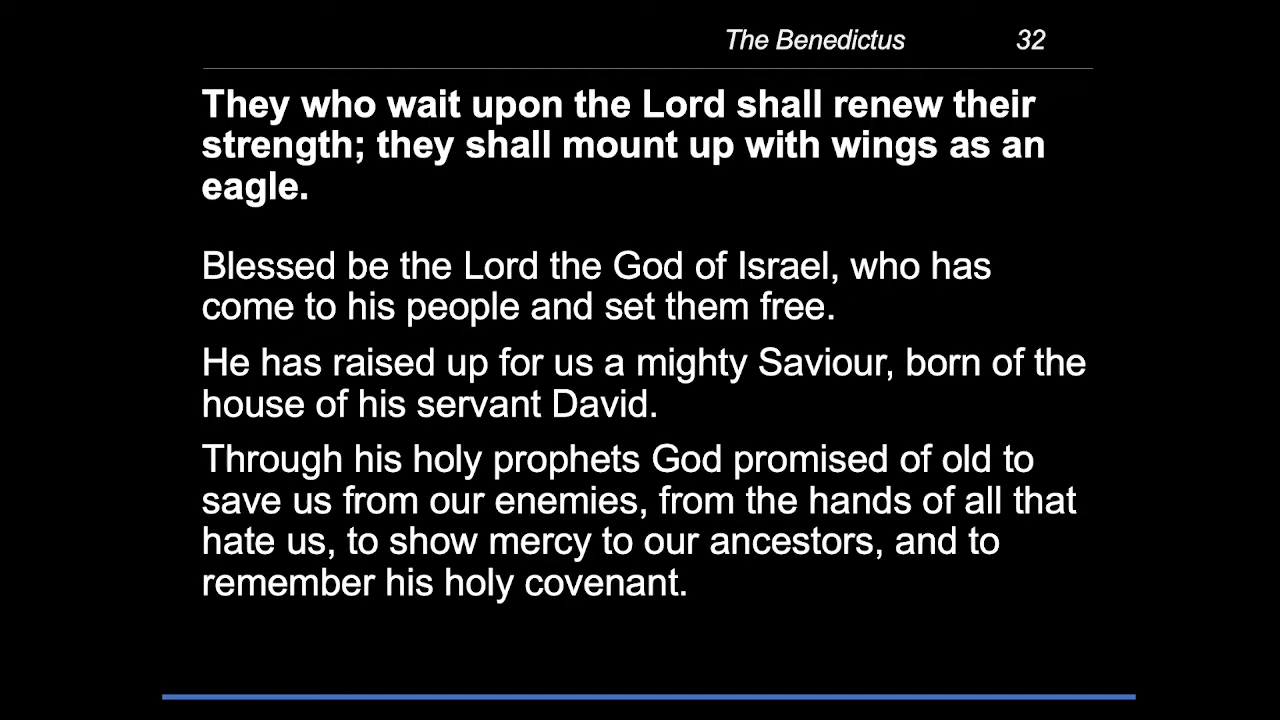 The Benedictus 32
They who wait upon the Lord shall renew their
strength; they shall mount up with wings as an
eagle.
Blessed be the Lord the God of Israel, who has
come to his people and set them free.
He has raised up for us a mighty Saviour, born of the
house of his servant David.
Through his holy prophets God promised of old to
save us from our enemies, from the hands of all that
hate us, to show mercy to our ancestors, and to
remember his holy covenant.